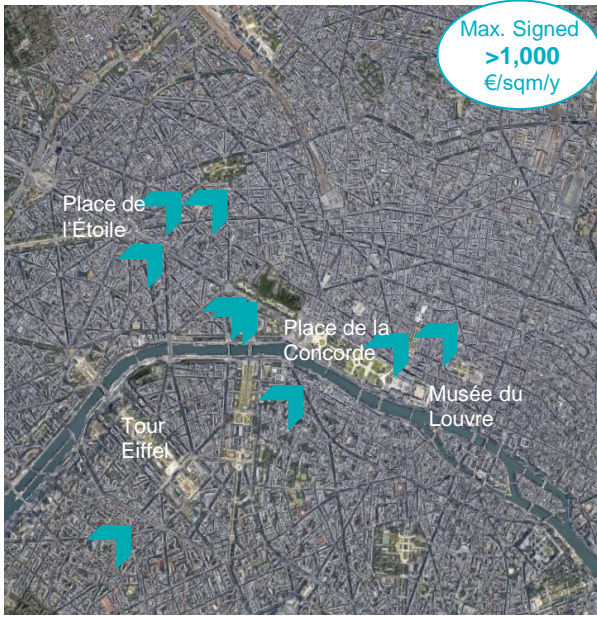 Max. Signed
>1,000
€/sqm/y
Place de
l'Étoile
Place de la
Concorde
Musée du
Louvre
Tour
Eiffel